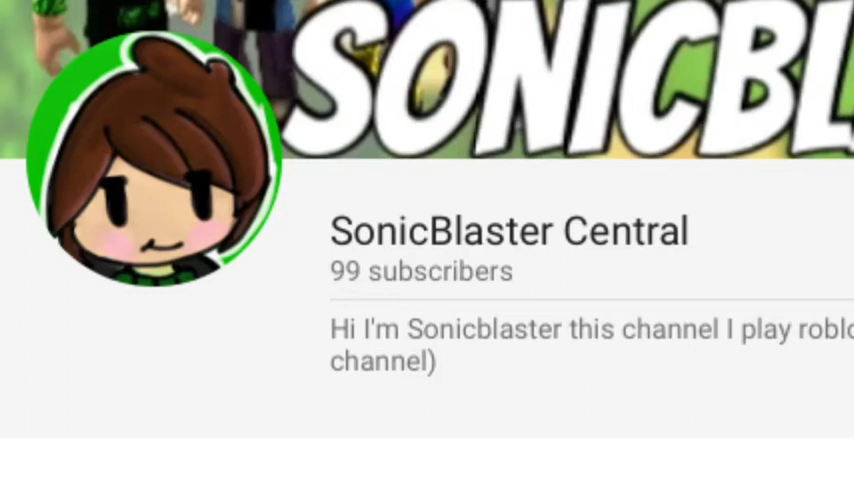 SONICBL
SonicBlaster Central
99 subscribers
Hi I'm Sonicblaster this channel I play roblo
channel)